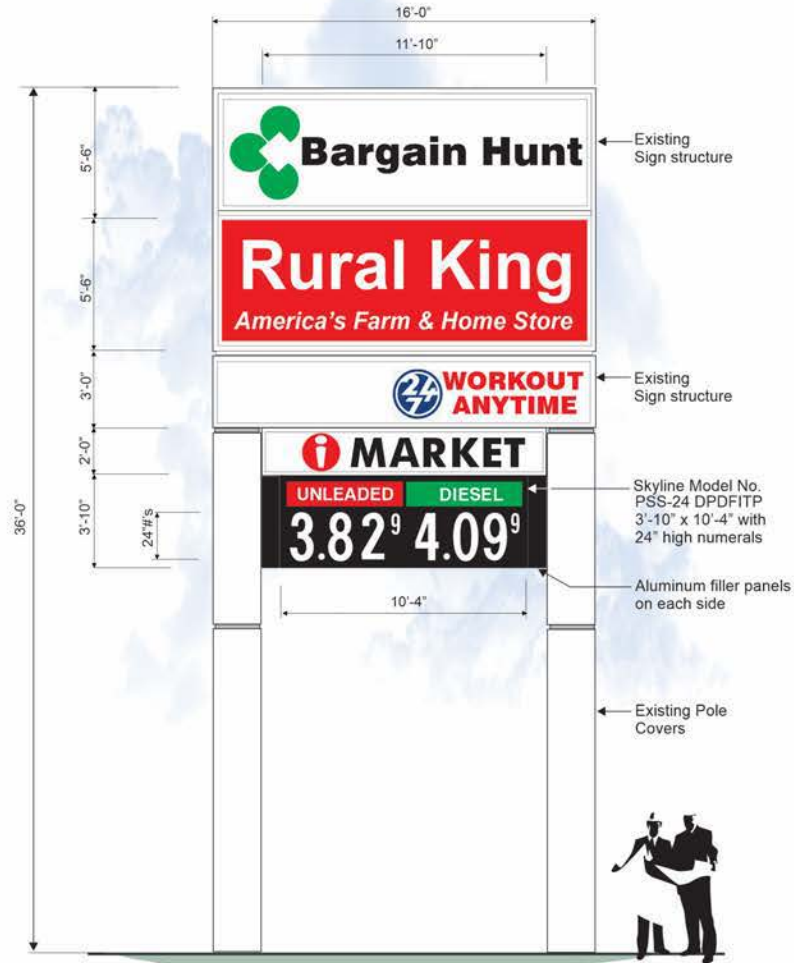 16'-0"
11'-10"
36'-0"
5'-6"
Bargain Hunt
Existing
Sign structure
5'-6"
Rural King
America's Farm & Home Store
3'-0"
24
7
WORKOUT
ANYTIME
Existing
Sign structure
2'-0"
i MARKET
3'-10"
24"#'s
UNLEADED DIESEL
3.82 9 4.09 9
Skyline Model No.
PSS-24 DPDFITP
3'-10" x 10'-4" with
24" high numerals
Aluminum filler panels
on each side
10'-4"
Existing Pole
Covers